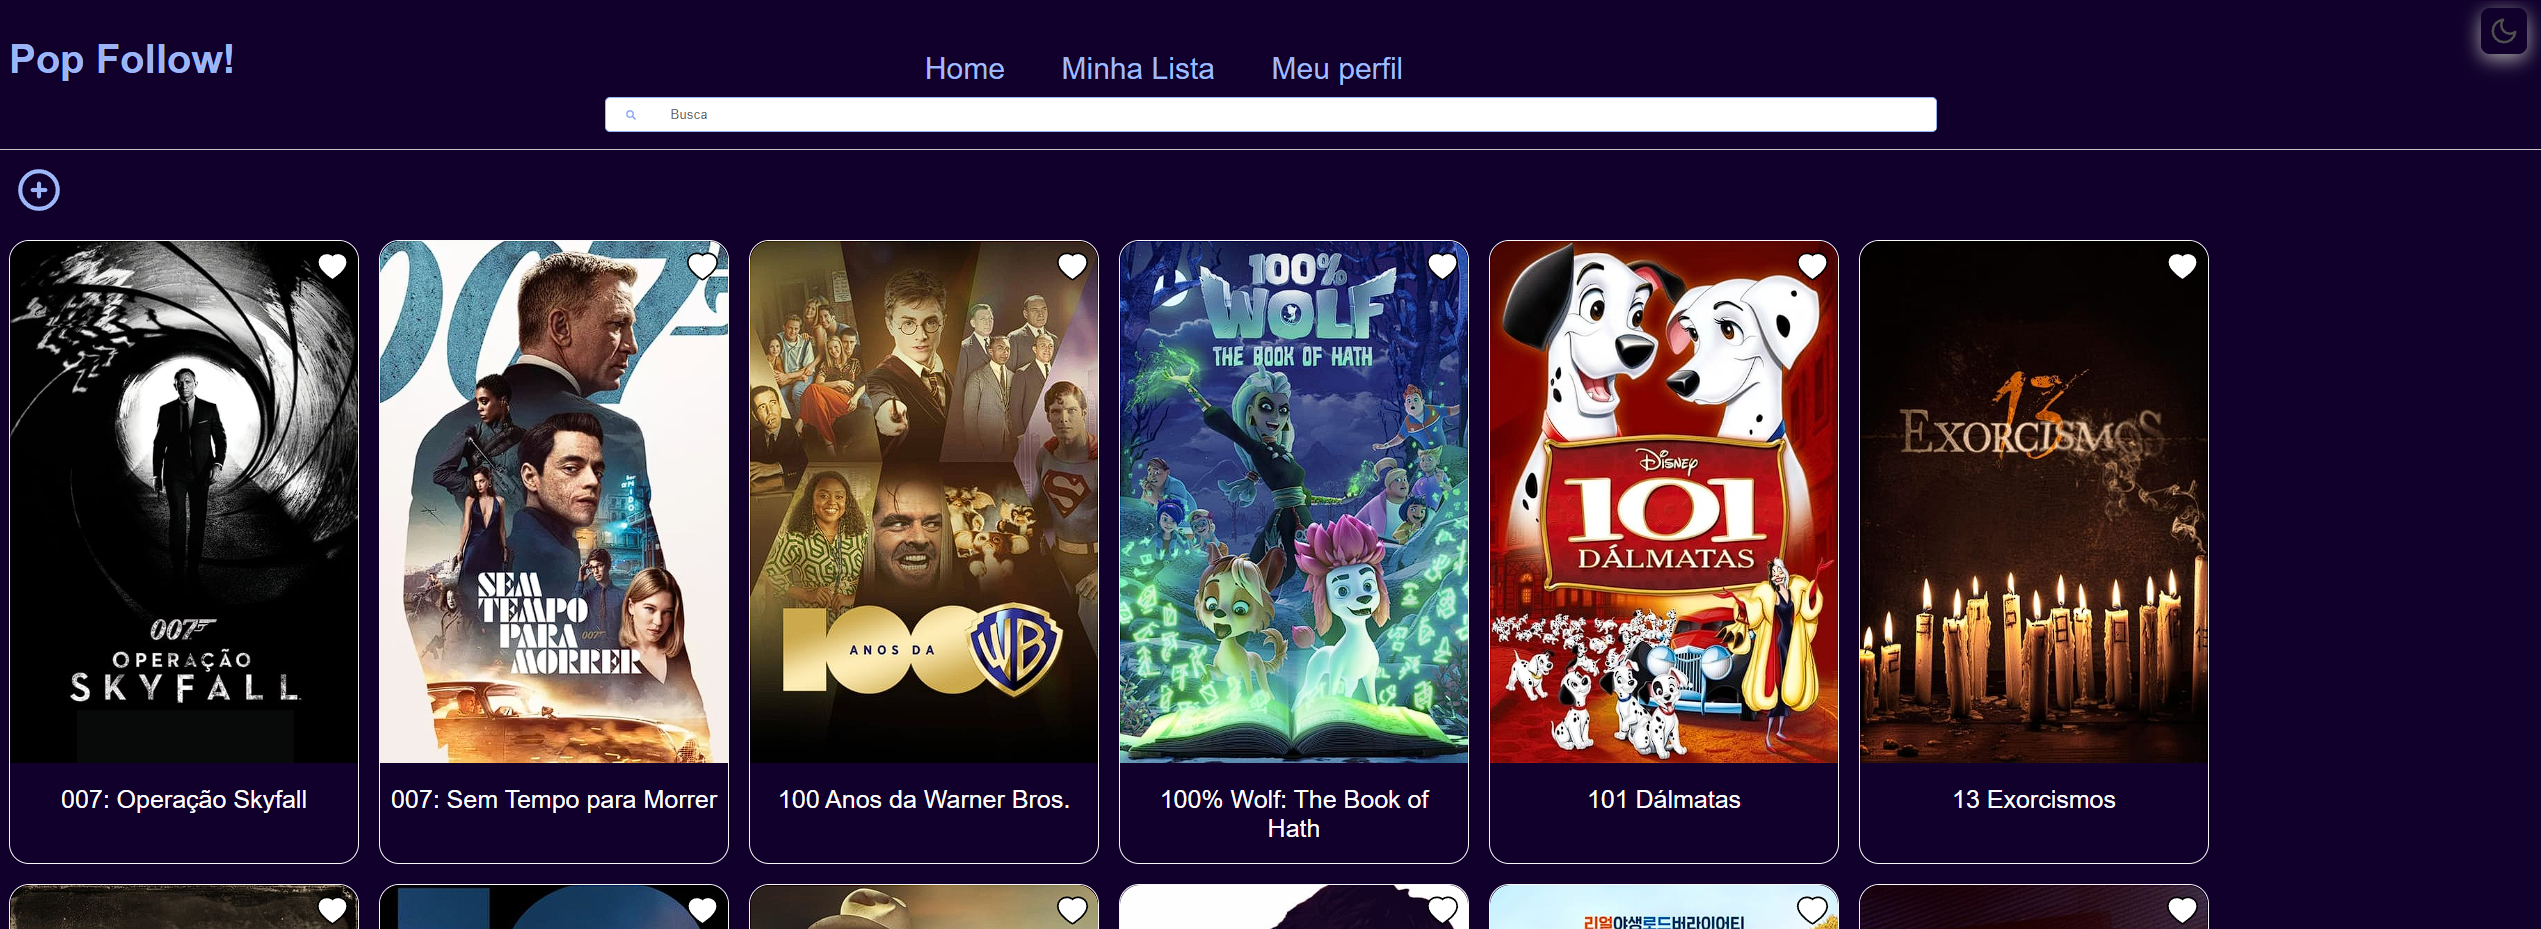 Pop Follow!
Home
Minha Lista
Meu perfil
Busca
007
OPERAÇÃO
SKYFALL
007: Operação Skyfall
007
SEM
TEMPO
PARA 007
MORRER
007: Sem Tempo para Morrer
100
ANOS DA
WB
100 Anos da Warner Bros.
100%
WOLF
THE BOOK OF HATH
100% Wolf: The Book of
Hath
DISNEY
101
DÁLMATAS
101 Dálmatas
13
EXORCISMOS
13 Exorcismos
리얼야생로드버라이어티